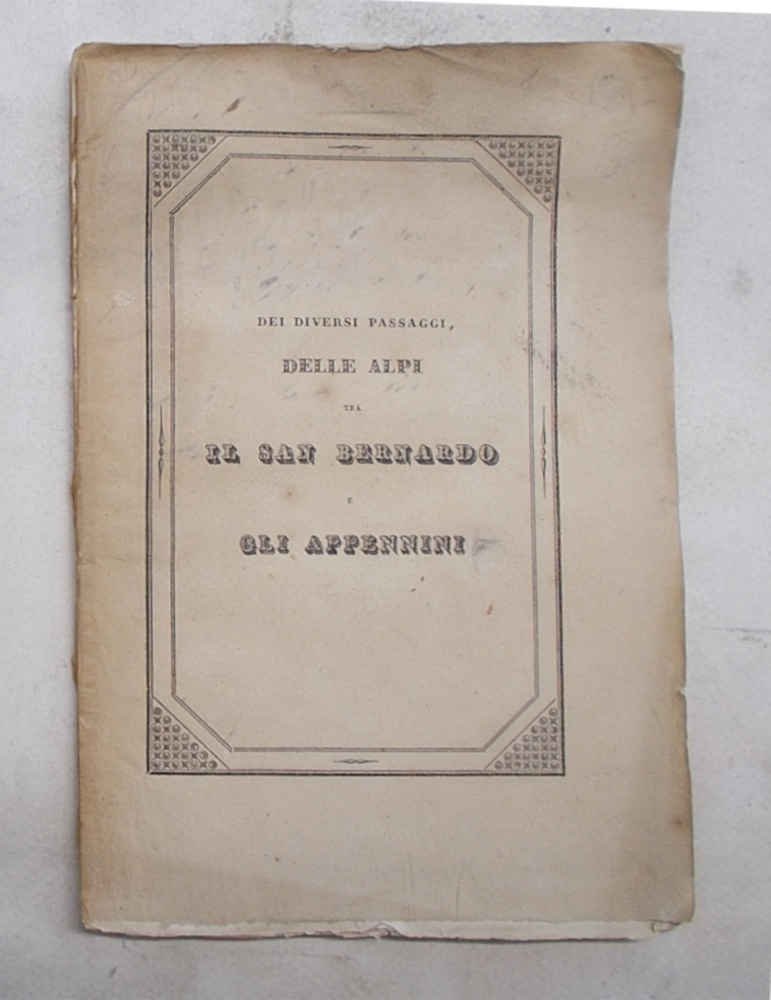 DEI DIVERSI PASSAGGI,
DELLE ALPI
TRA
IL SAN BERNARDO
E
GLI APPENNINI